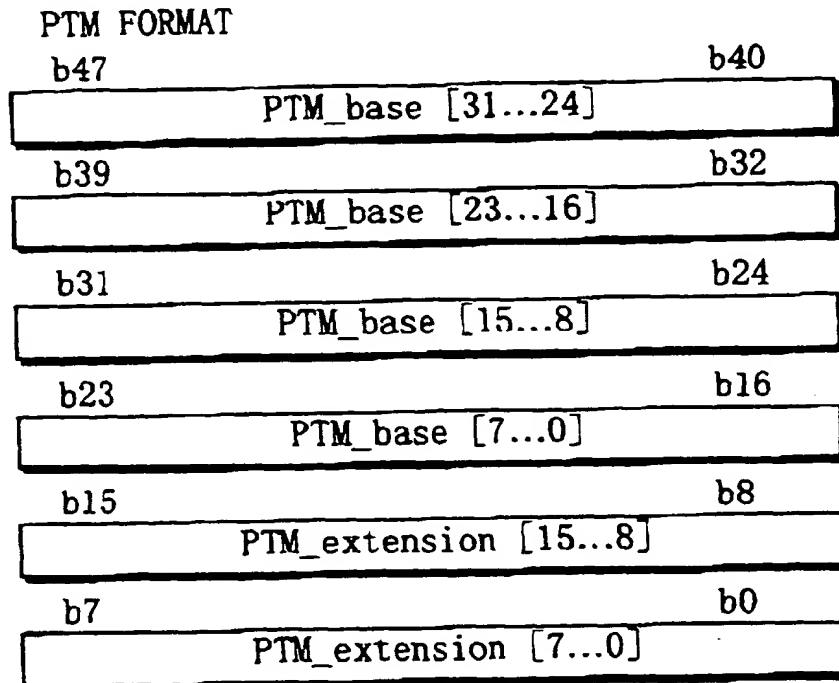 PTM FORMAT
b47 b40
PTM_base [31...24]
b39 b32
PTM_base [23...16]
b31 b24
PTM_base [15...8]
b23 b16
PTM_base [7...0]
b15 b8
PTM_extension [15...8]
b7 b0
PTM_extension [7...0]